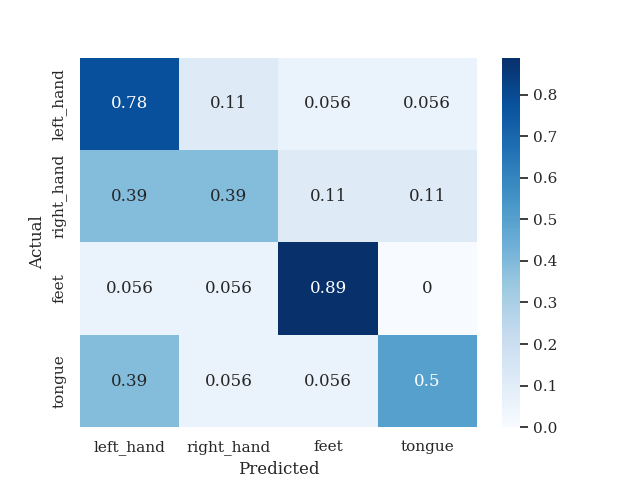 left_hand
0.78 0.11 0.056 0.056
right_hand
0.39 0.39 0.11 0.11
feet
0.056 0.056 0.89 0
tongue
0.39 0.056 0.056 0.5
Actual
left_hand right_hand feet tongue
Predicted
0.8
0.7
0.6
0.5
0.4
0.3
0.2
0.1
0.0